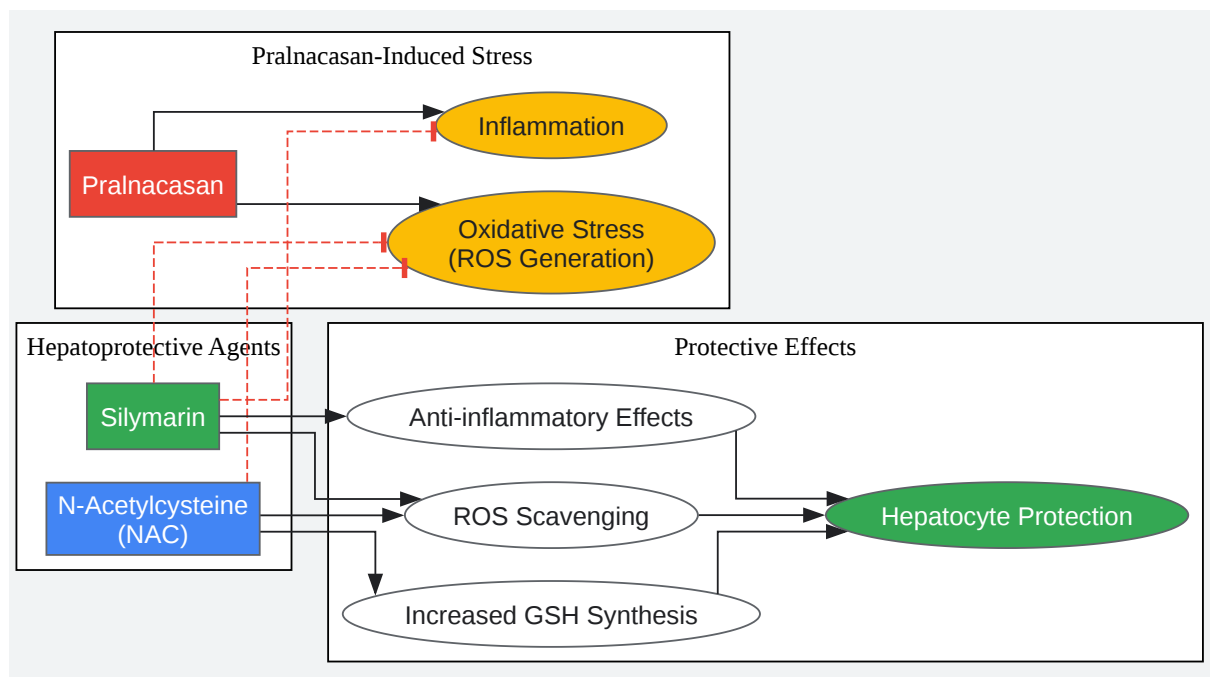 Pralnacasan-Induced Stress
Inflammation
Pralnacasan
Oxidative Stress
(ROS Generation)
Hepatoprotective Agents
Silymarin
N-Acetylcysteine
(NAC)
Protective Effects
Anti-inflammatory Effects
ROS Scavenging
Hepatocyte Protection
Increased GSH Synthesis